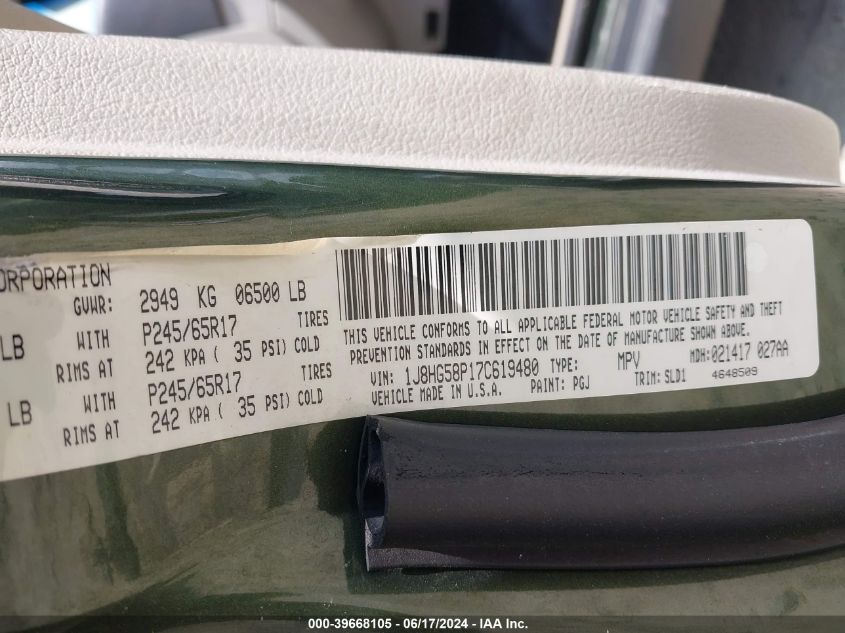 ORPORATION
GVWR: 2949 KG 06500 LB
LB WITH P245/65R17 TIRES
RIMS AT 242 KPA ( 35 PSI) COLD
LB WITH P245/65R17 TIRES
RIMS AT 242 KPA ( 35 PSI) COLD
THIS VEHICLE CONFORMS TO ALL APPLICABLE FEDERAL MOTOR VEHICLE SAFETY AND THEFT
PREVENTION STANDARDS IN EFFECT ON THE DATE OF MANUFACTURE SHOWN ABOVE.
VIN: 1J8HG58P17C619480 TYPE: MPV MDH:021417 027AA
VEHICLE MADE IN U.S.A. PAINT: PGJ TRIM: SLD1 4648509
000-39668105 - 06/17/2024 - IAA Inc.